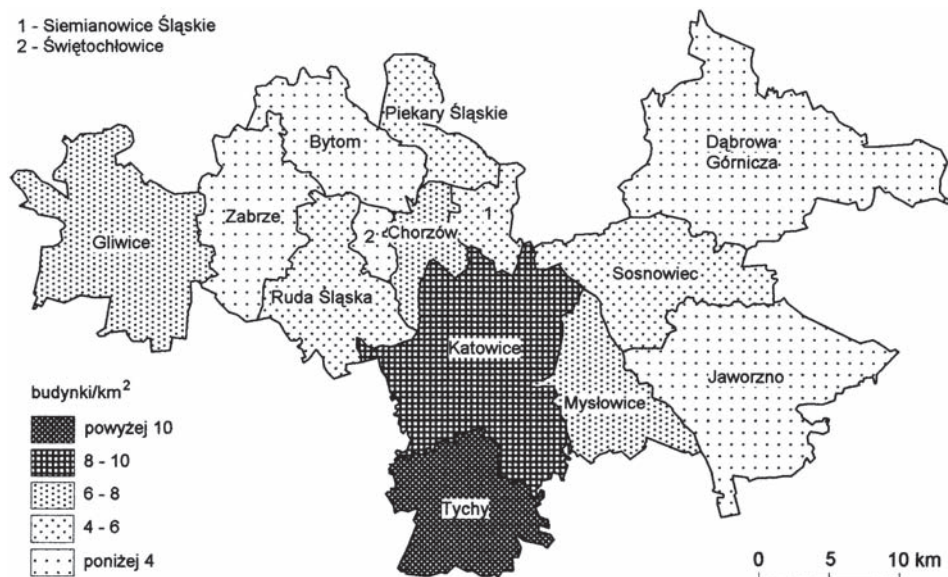 1 - Siemianowice Śląskie
2 - Świętochłowice
Piekary Śląskie
Bytom
Dąbrowa
Górnicza
Zabrze
1
Chorzów
2
Gliwice
Sosnowiec
Ruda Śląska
Katowice
Jaworzno
Mysłowice
Tychy
budynki/km²
powyżej 10
8 - 10
6 - 8
4 - 6
poniżej 4
0 5 10 km